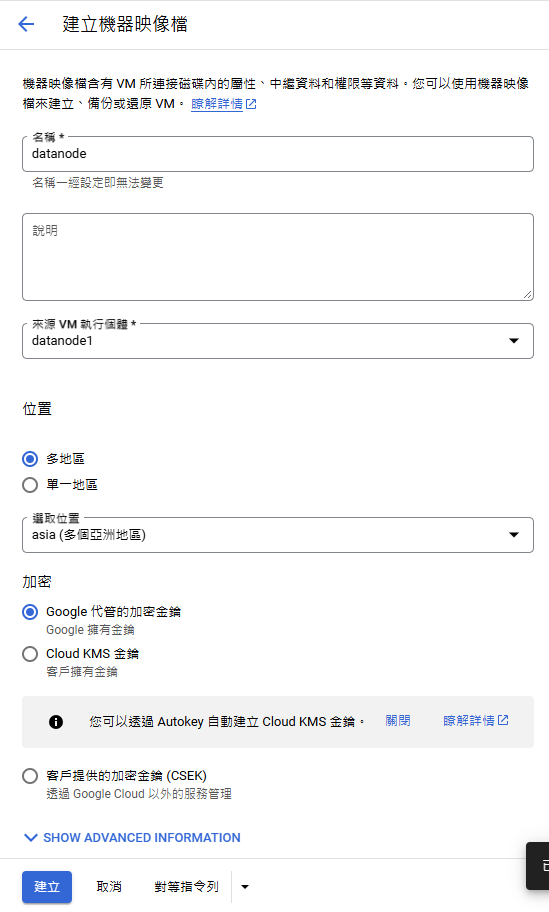 建立機器映像檔
機器映像檔含有 VM 所連接磁碟內的屬性、中繼資料和權限等資料。您可以使用機器映像
檔來建立、備份或還原 VM。 瞭解詳情
名稱 *
datanode
名稱一經設定即無法變更
說明
來源 VM 執行個體 *
datanode1
位置
多地區
單一地區
選取位置
asia (多個亞洲地區)
加密
Google 代管的加密金鑰
Google 擁有金鑰
Cloud KMS 金鑰
客戶擁有金鑰
您可以透過 Autokey 自動建立 Cloud KMS 金鑰。 關閉 瞭解詳情
客戶提供的加密金鑰 (CSEK)
透過 Google Cloud 以外的服務管理
SHOW ADVANCED INFORMATION
建立 取消 對等指令列